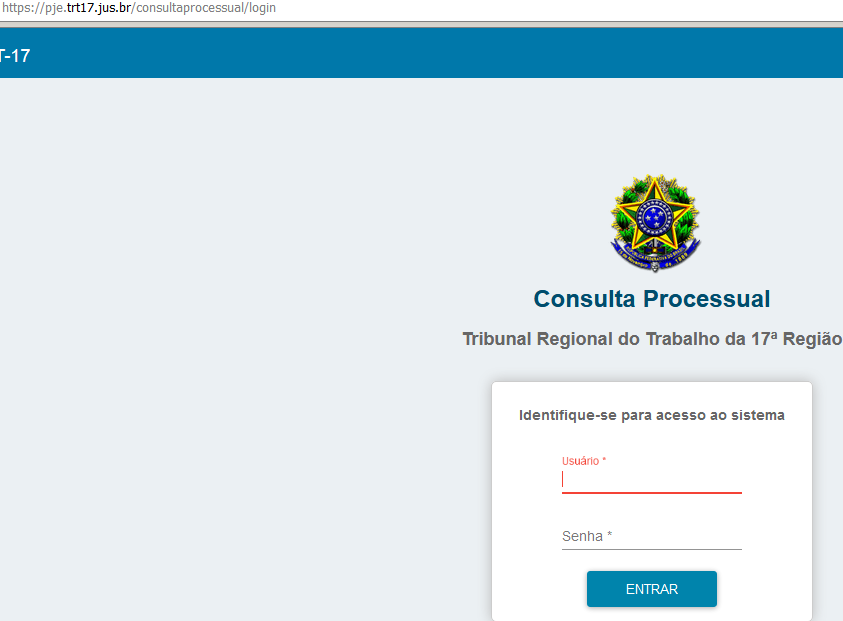 https://pje.trt17.jus.br/consultaprocessual/login
T-17
Consulta Processual
Tribunal Regional do Trabalho da 17ª Região
Identifique-se para acesso ao sistema
Usuário *
Senha *
ENTRAR